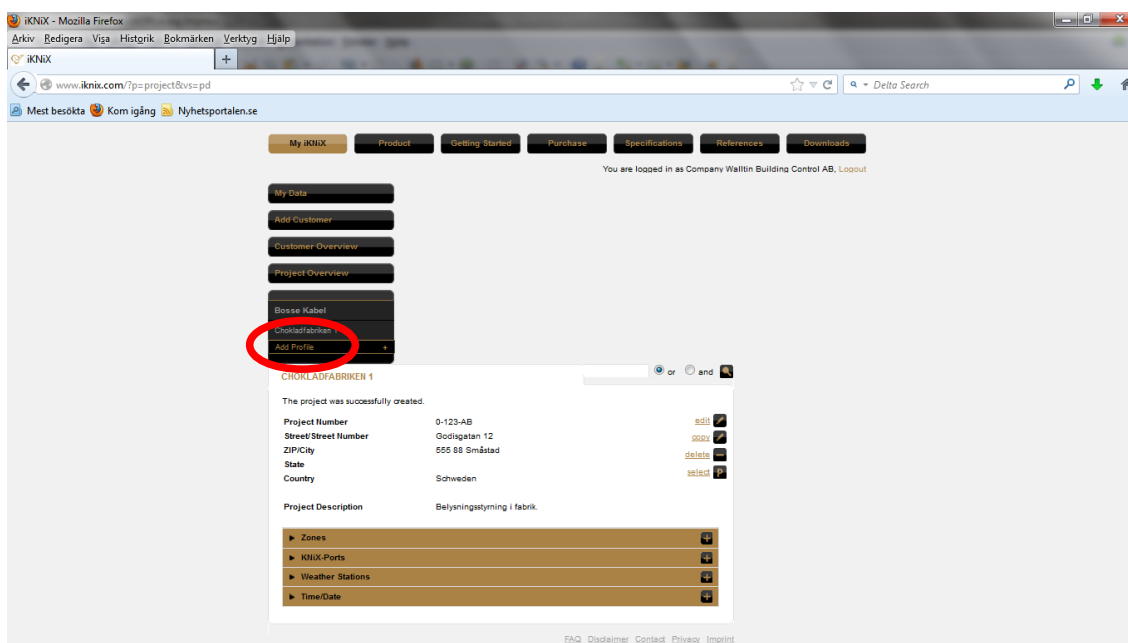 iKNiX - Mozilla Firefox
Arkiv Redigera Visa Historik Bokmärken Verktyg Hjälp
iKNiX +
www.iknix.com/?p=project&vs=pd Delta Search
Mest besökta Kom igång Nyhetsportalen.se
My iKNiX Product Getting Started Purchase Specifications References Downloads
You are logged in as Company Walltin Building Control AB, Logout
My Data
Add Customer
Customer Overview
Project Overview
Bosse Kabel
Chokladfabriken 1
Add Profile +
CHOKLADFABRIKEN 1 or and
The project was successfully created.
Project Number 0-123-AB edit
Street/Street Number Godisgatan 12 copy
ZIP/City 555 88 Småstad delete
State select
Country Schweden
Project Description Belysningsstyrning i fabrik.
Zones
KNiX-Ports
Weather Stations
Time/Date
FAQ Disclaimer Contact Privacy Imprint